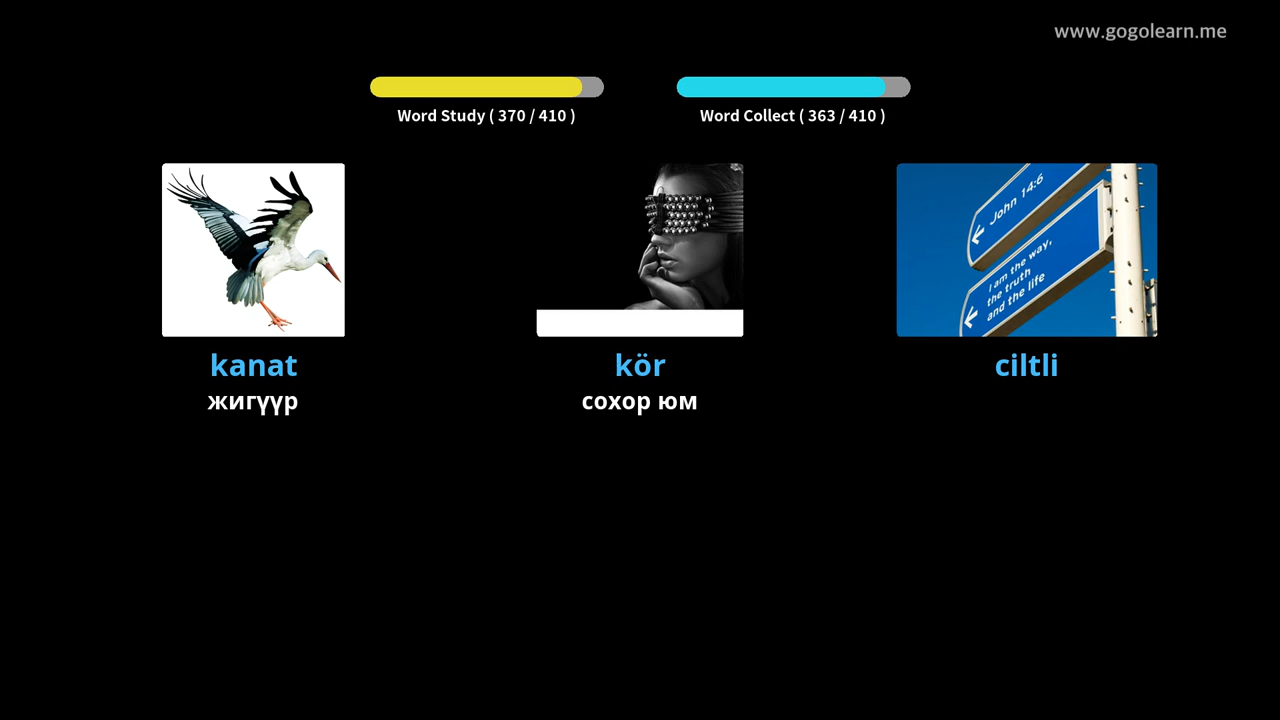 www.gogolearn.me
Word Study ( 370 / 410 )
Word Collect ( 363 / 410 )
John 14:6
I am the way,
the truth
and the life
kanat
kör
ciltli
жигүүр
сохор юм